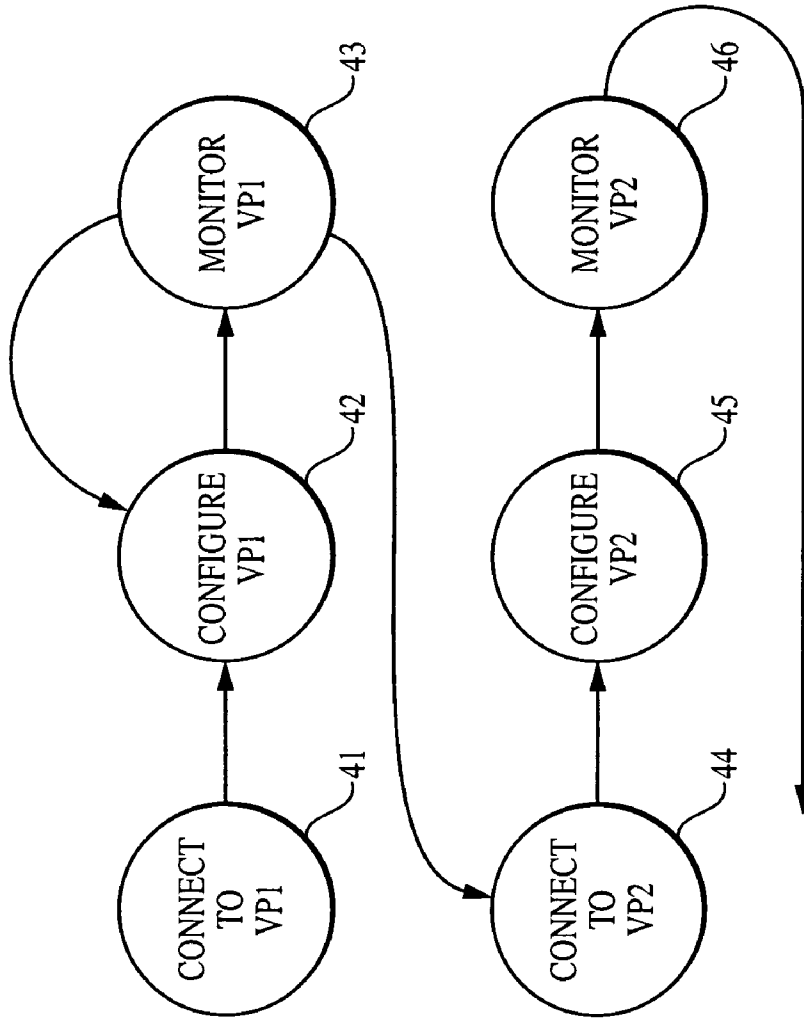 CONNECT
TO
VP1
41
CONFIGURE
VP1
42
MONITOR
VP1
43
CONNECT
TO
VP2
44
CONFIGURE
VP2
45
MONITOR
VP2
46